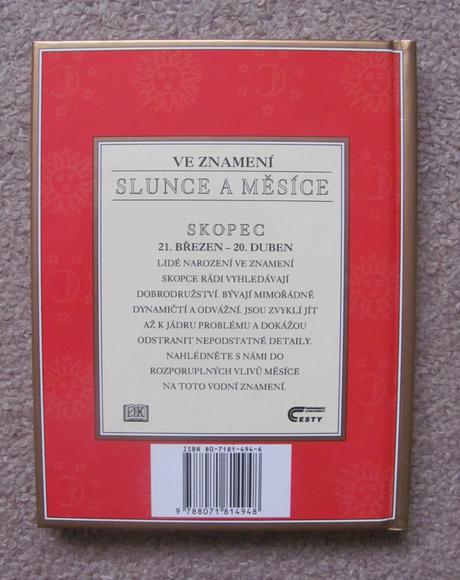 VE ZNAMENÍ
SLUNCE A MĚSÍCE
SKOPEC
21. BŘEZEN – 20. DUBEN
LIDÉ NAROZENÍ VE ZNAMENÍ
SKOPCE RÁDI VYHLEDÁVAJÍ
DOBRODRUŽSTVÍ. BÝVAJÍ MIMOŘÁDNĚ
DYNAMIČTÍ A ODVÁŽNÍ. JSOU ZVYKLÍ JÍT
AŽ K JÁDRU PROBLÉMU A DOKÁŽOU
ODSTRANIT NEPODSTATNÉ DETAILY.
NAHLÉDNĚTE S NÁMI DO
ROZPORUPLNÝCH VLIVŮ MĚSÍCE
NA TOTO VODNÍ ZNAMENÍ.
DK
CESTY
ISBN 80-7181-494-6
9 788071 814948